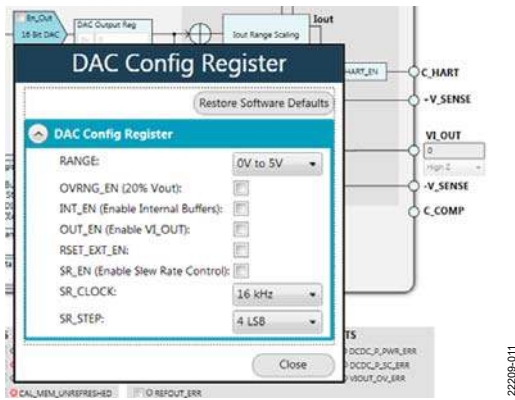 En_Out
16 Bit DAC
DAC Output Reg
Iout Range Scaling
Iout
HART_EN
C_HART
+V_SENSE
VI_OUT
0
High Z
-V_SENSE
C_COMP
DAC Config Register
Restore Software Defaults
DAC Config Register
RANGE: 0V to 5V
OVRNG_EN (20% Vout):
INT_EN (Enable Internal Buffers):
OUT_EN (Enable VI_OUT):
RSET_EXT_EN:
SR_EN (Enable Slew Rate Control):
SR_CLOCK: 16 kHz
SR_STEP: 4 LSB
Close
TS
DCDC_P_PWR_ERR
DCDC_P_SC_ERR
VIOUT_OV_ERR
CAL_MEM_UNREFRESHED
REFOUT_ERR
22209-011